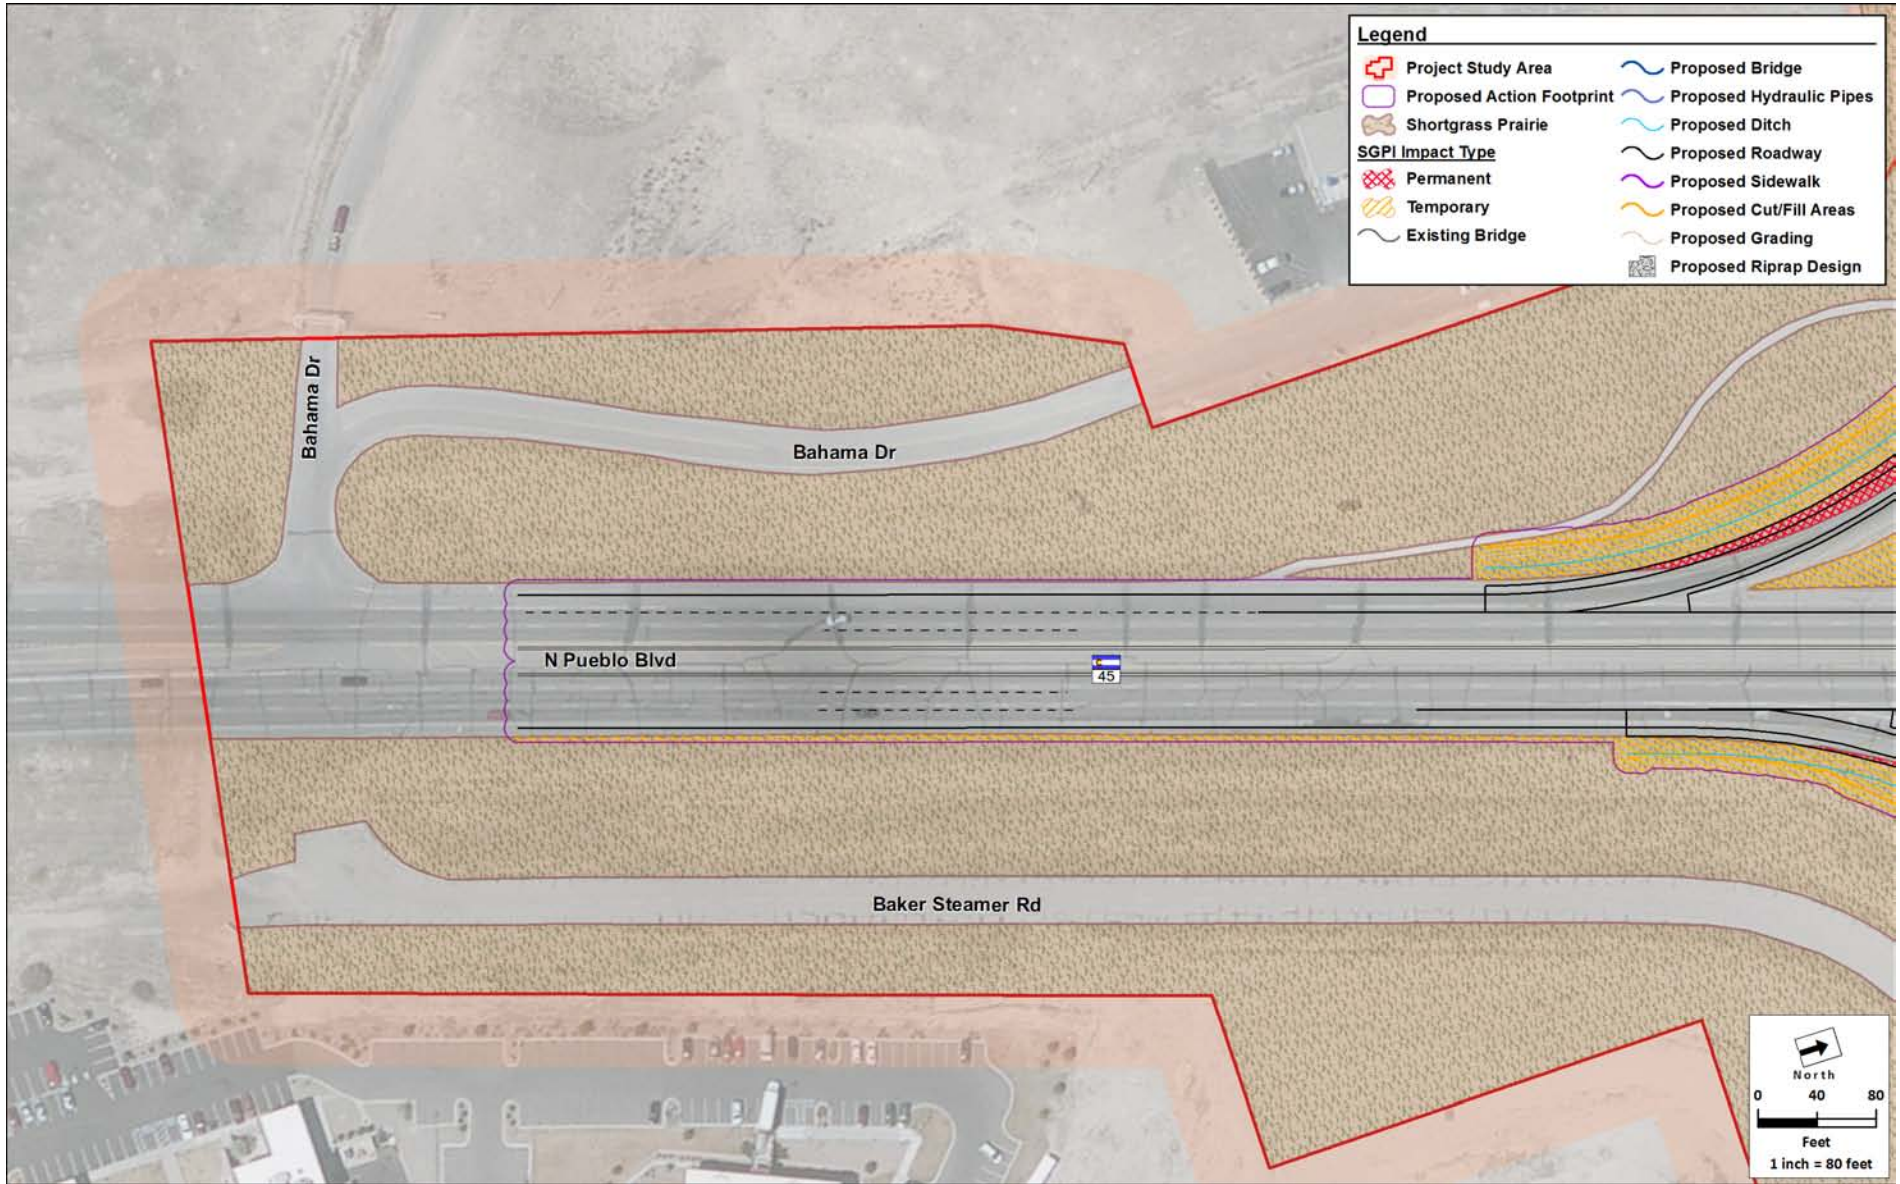 Legend
Project Study Area
Proposed Action Footprint
Shortgrass Prairie
SGPI Impact Type
Permanent
Temporary
Existing Bridge
Proposed Bridge
Proposed Hydraulic Pipes
Proposed Ditch
Proposed Roadway
Proposed Sidewalk
Proposed Cut/Fill Areas
Proposed Grading
Proposed Riprap Design
Bahama Dr
Bahama Dr
N Pueblo Blvd
45
Baker Steamer Rd
North
0 40 80
Feet
1 inch = 80 feet